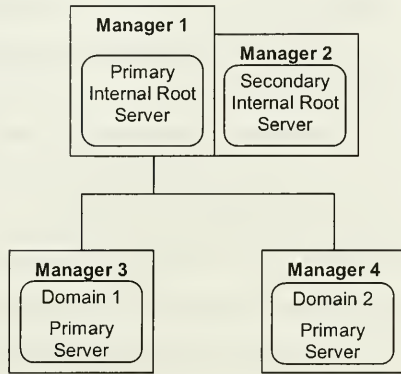 Manager 1
Primary
Internal Root
Server
Manager 2
Secondary
Internal Root
Server
Manager 3
Domain 1
Primary
Server
Manager 4
Domain 2
Primary
Server